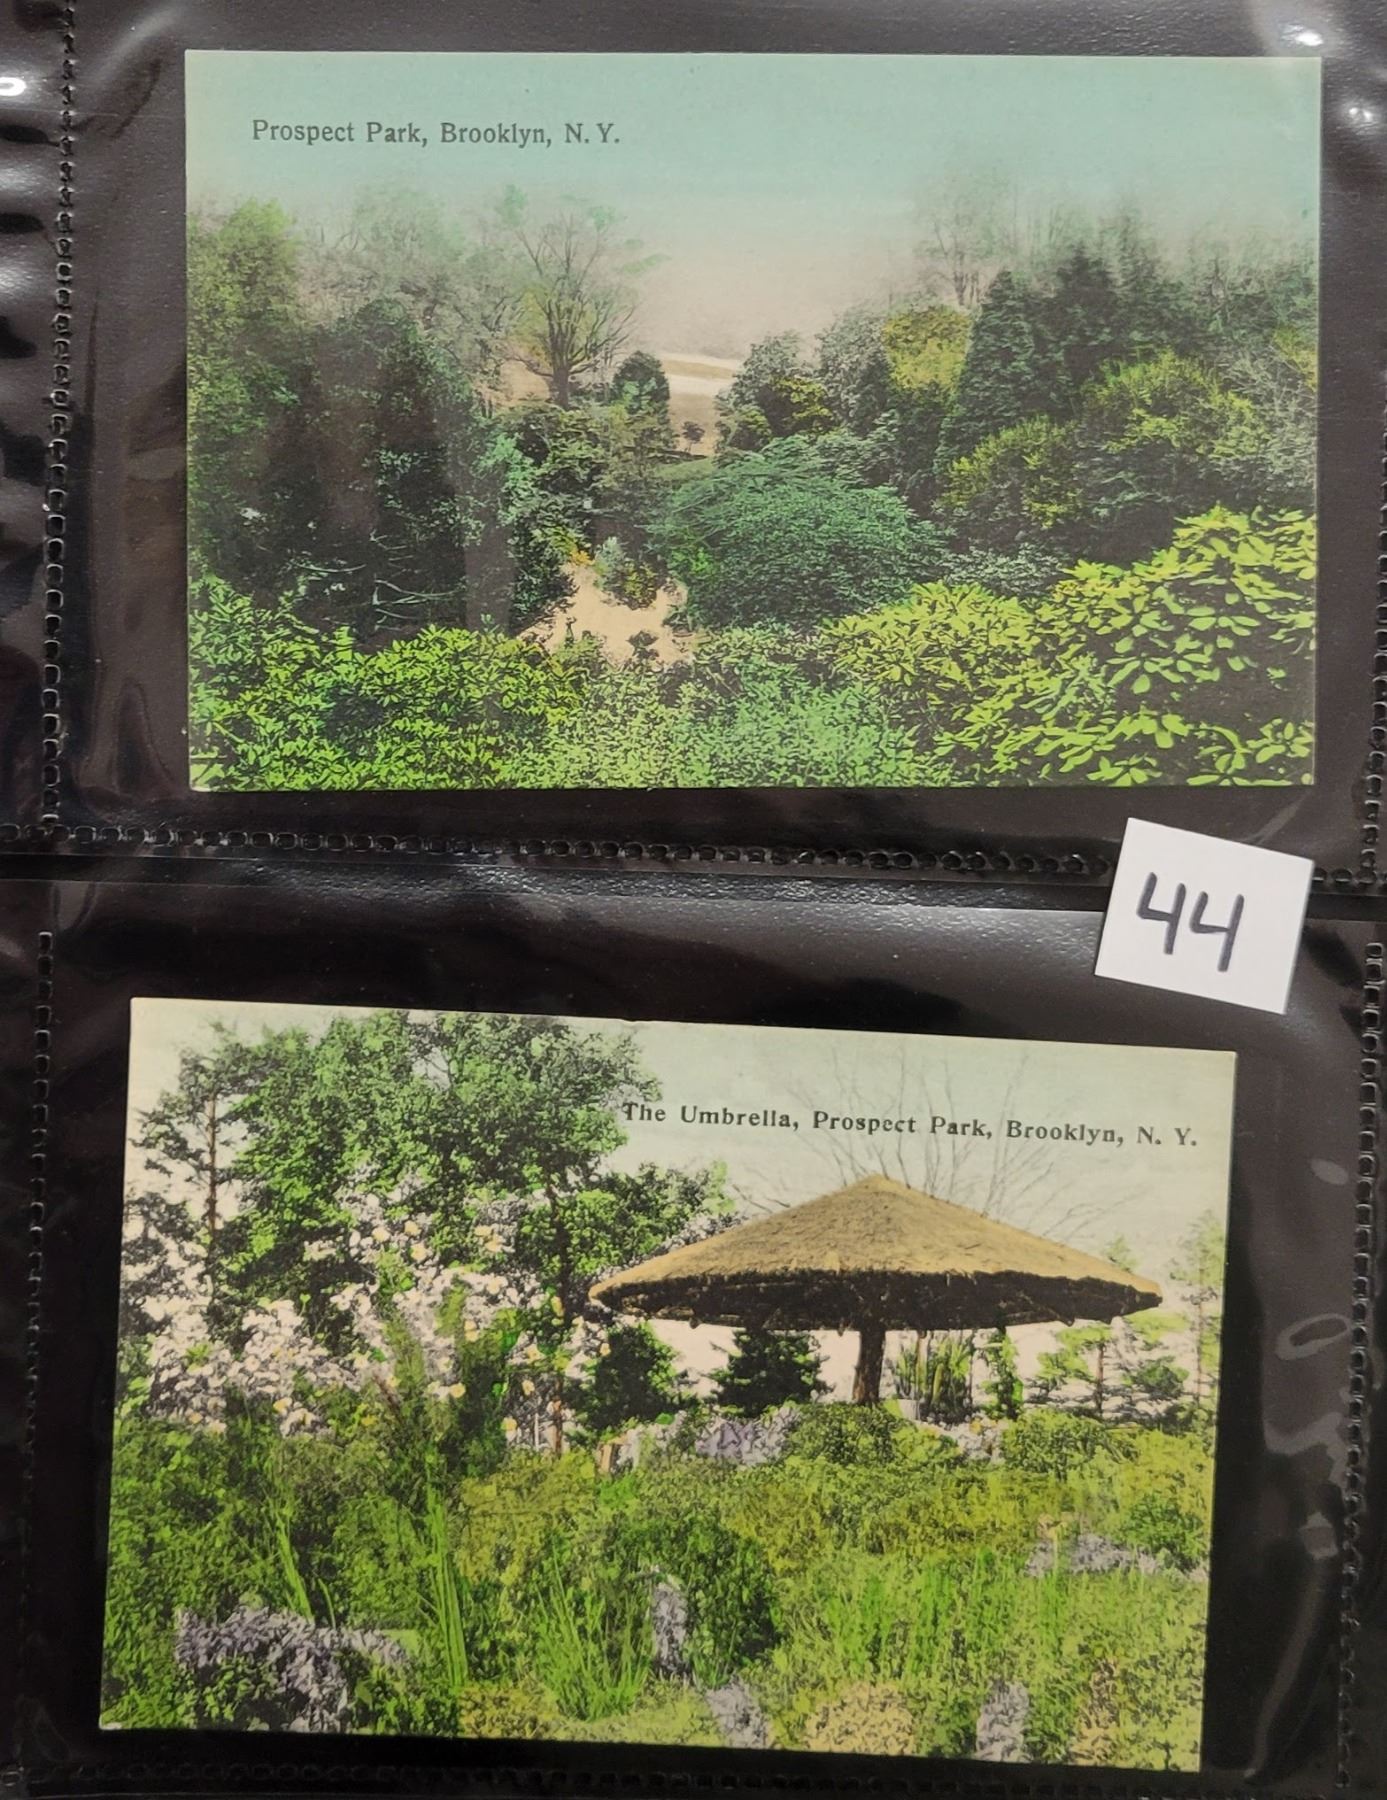 Prospect Park, Brooklyn, N. Y.
44
The Umbrella, Prospect Park, Brooklyn, N. Y.